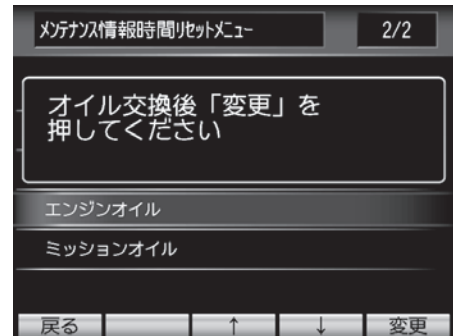 メンテナンス情報時間リセットメニュー
2/2
オイル交換後「変更」を
押してください
エンジンオイル
ミッションオイル
戻る ↑ ↓ 変更